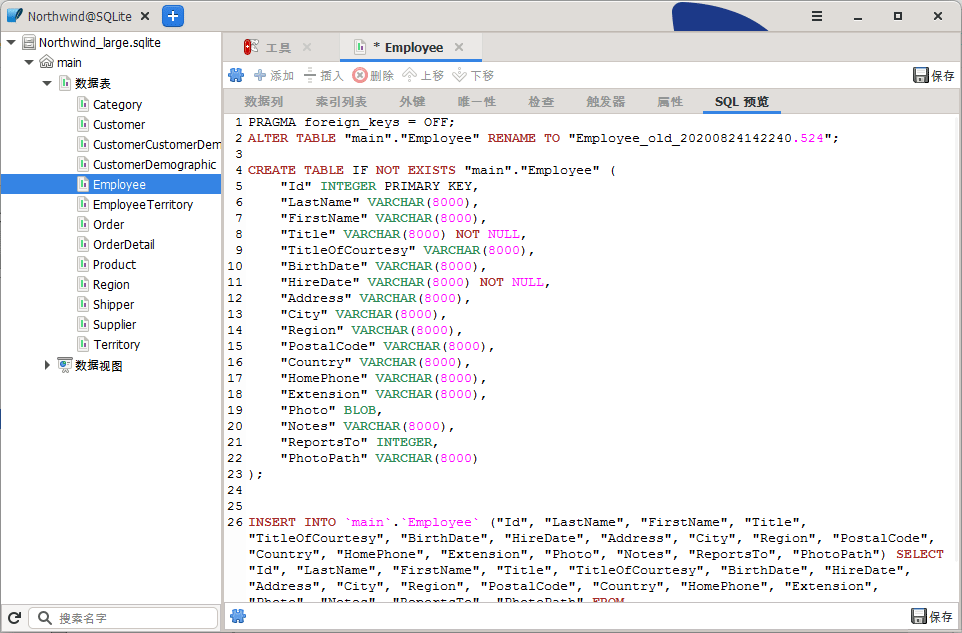 Northwind@SQLite
Northwind_large.sqlite
main
数据表
Category
Customer
CustomerCustomerDem
CustomerDemographic
Employee
EmployeeTerritory
Order
OrderDetail
Product
Region
Shipper
Supplier
Territory
数据视图
搜索名字
工具
* Employee
添加 插入 删除 上移 下移 保存
数据列 索引列表 外键 唯一性 检查 触发器 属性 SQL 预览
1 PRAGMA foreign_keys = OFF;
2 ALTER TABLE "main"."Employee" RENAME TO "Employee_old_20200824142240.524";
3
4 CREATE TABLE IF NOT EXISTS "main"."Employee" (
5 "Id" INTEGER PRIMARY KEY,
6 "LastName" VARCHAR(8000),
7 "FirstName" VARCHAR(8000),
8 "Title" VARCHAR(8000) NOT NULL,
9 "TitleOfCourtesy" VARCHAR(8000),
10 "BirthDate" VARCHAR(8000),
11 "HireDate" VARCHAR(8000) NOT NULL,
12 "Address" VARCHAR(8000),
13 "City" VARCHAR(8000),
14 "Region" VARCHAR(8000),
15 "PostalCode" VARCHAR(8000),
16 "Country" VARCHAR(8000),
17 "HomePhone" VARCHAR(8000),
18 "Extension" VARCHAR(8000),
19 "Photo" BLOB,
20 "Notes" VARCHAR(8000),
21 "ReportsTo" INTEGER,
22 "PhotoPath" VARCHAR(8000)
23 );
24
25
26 INSERT INTO `main`.`Employee` ("Id", "LastName", "FirstName", "Title",
"TitleOfCourtesy", "BirthDate", "HireDate", "Address", "City", "Region", "PostalCode",
"Country", "HomePhone", "Extension", "Photo", "Notes", "ReportsTo", "PhotoPath") SELECT
"Id", "LastName", "FirstName", "Title", "TitleOfCourtesy", "BirthDate", "HireDate",
"Address", "City", "Region", "PostalCode", "Country", "HomePhone", "Extension",
"Photo", "Notes", "ReportsTo", "PhotoPath" FROM
保存